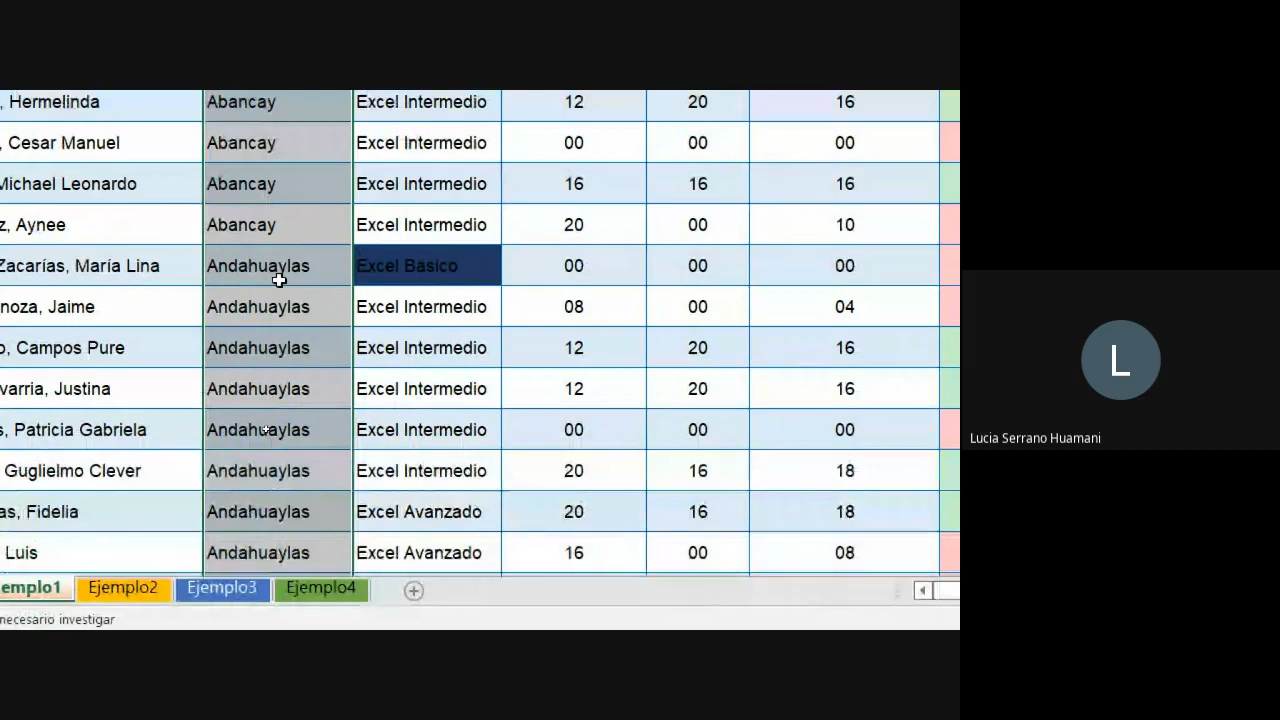 , Hermelinda Abancay Excel Intermedio 12 20 16
, Cesar Manuel Abancay Excel Intermedio 00 00 00
Michael Leonardo Abancay Excel Intermedio 16 16 16
z, Aynee Abancay Excel Intermedio 20 00 10
Zacarías, María Lina Andahuaylas Excel Basico 00 00 00
noza, Jaime Andahuaylas Excel Intermedio 08 00 04
o, Campos Pure Andahuaylas Excel Intermedio 12 20 16
varria, Justina Andahuaylas Excel Intermedio 12 20 16
s, Patricia Gabriela Andahuaylas Excel Intermedio 00 00 00
Guglielmo Clever Andahuaylas Excel Intermedio 20 16 18
as, Fidelia Andahuaylas Excel Avanzado 20 16 18
Luis Andahuaylas Excel Avanzado 16 00 08
emplo1 Ejemplo2 Ejemplo3 Ejemplo4
necesario investigar
L
Lucia Serrano Huamani